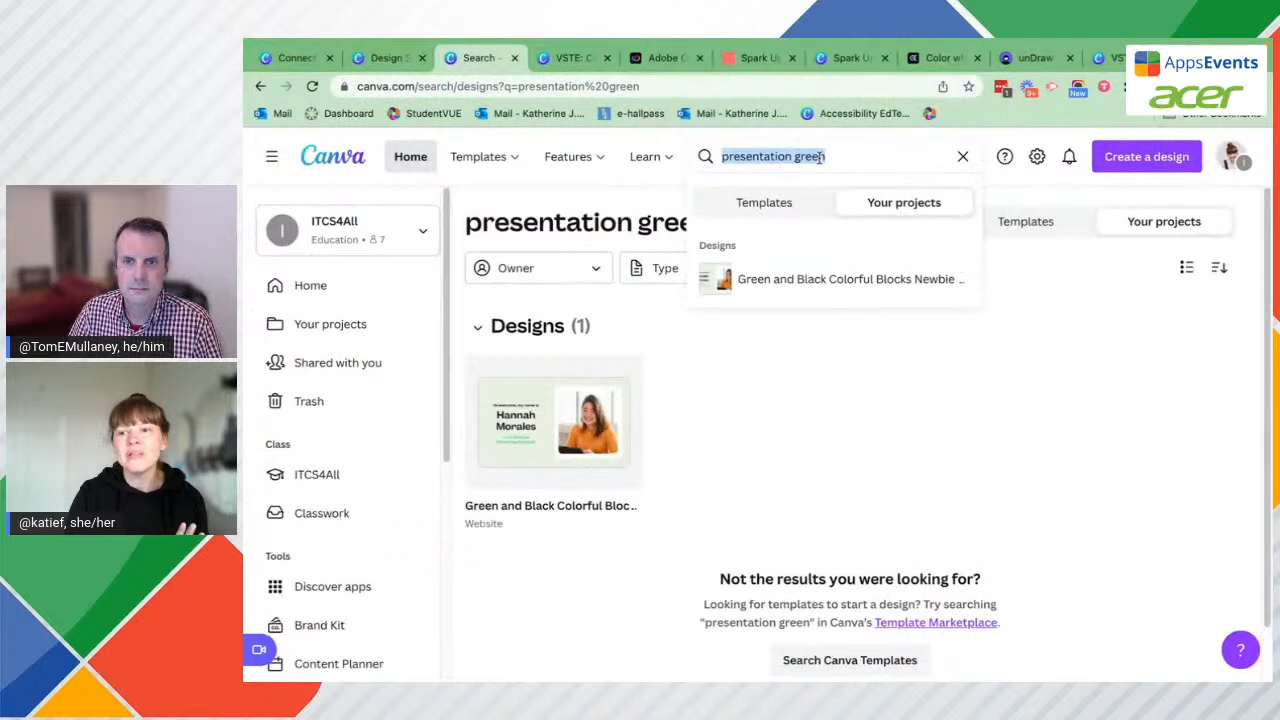 Connect
Design S
Search -
VSTE: C
Adobe C
Spark U
Spark U
Color w
unDraw
VS
AppsEvents
acer
canva.com/search/designs?q=presentation%20green
1
9+
New
T
Mail
Dashboard
StudentVUE
Mail - Katherine J....
e-hallpass
Mail - Katherine J....
Accessibility EdTe...
Canva
Home
Templates
Features
Learn
presentation green
Create a design
I
Templates
Your projects
Designs
Green and Black Colorful Blocks Newbie ..
I
ITCS4All
Education • 7
presentation gree
Templates
Your projects
Owner
Type
Home
Your projects
Shared with you
Trash
Class
ITCS4All
Classwork
Tools
Discover apps
Brand Kit
Content Planner
Designs (1)
Hannah
Morales
Green and Black Colorful Bloc..
Website
Not the results you were looking for?
Looking for templates to start a design? Try searching
"presentation green" in Canva's Template Marketplace.
Search Canva Templates
?
@TomEMullaney, he/him
@katief, she/her